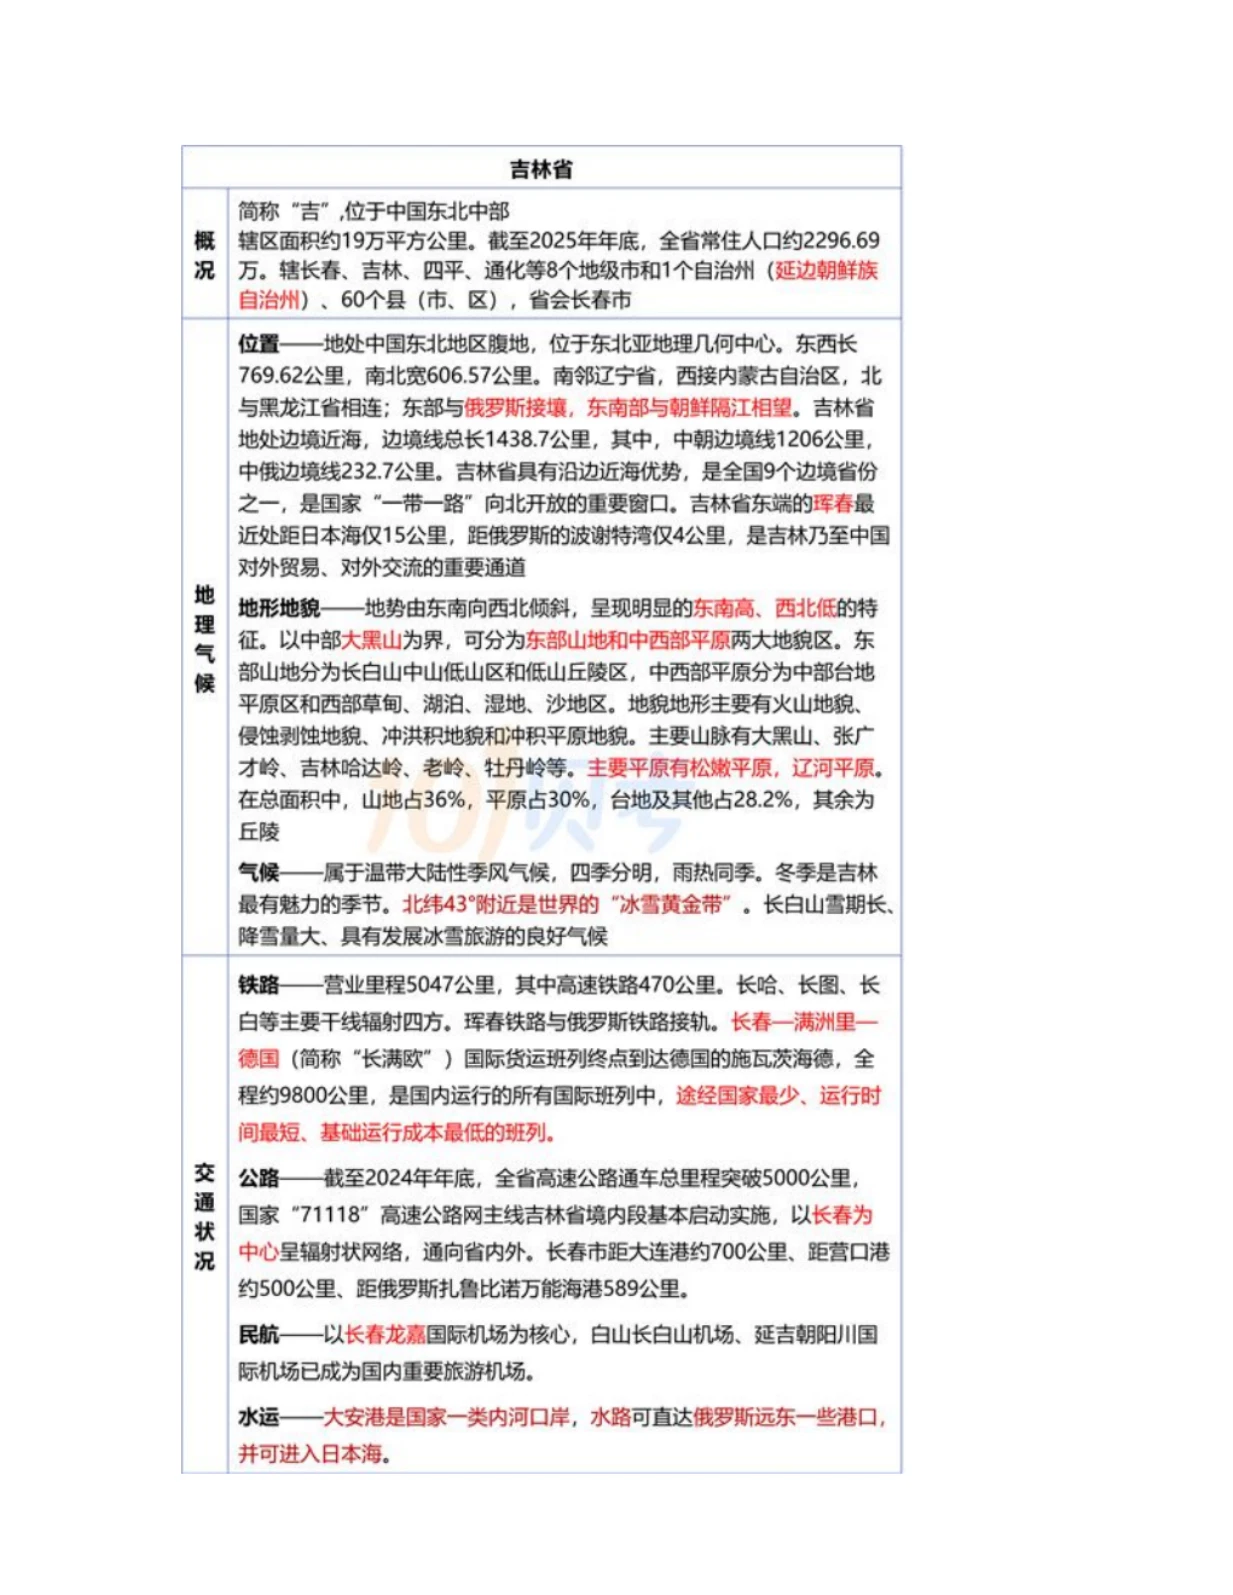 吉林省
概况
简称“吉”,位于中国东北中部
辖区面积约19万平方公里。截至2025年年底，全省常住人口约2296.69
万。辖长春、吉林、四平、通化等8个地级市和1个自治州（延边朝鲜族
自治州）、60个县（市、区），省会长春市
地理气候
位置——地处中国东北地区腹地，位于东北亚地理几何中心。东西长
769.62公里，南北宽606.57公里。南邻辽宁省，西接内蒙古自治区，北
与黑龙江省相连；东部与俄罗斯接壤，东南部与朝鲜隔江相望。吉林省
地处边境近海，边境线总长1438.7公里，其中，中朝边境线1206公里，
中俄边境线232.7公里。吉林省具有沿边近海优势，是全国9个边境省份
之一，是国家“一带一路”向北开放的重要窗口。吉林省东端的珲春最
近处距日本海仅15公里，距俄罗斯的波谢特湾仅4公里，是吉林乃至中国
对外贸易、对外交流的重要通道
地形地貌——地势由东南向西北倾斜，呈现明显的东南高、西北低的特
征。以中部大黑山为界，可分为东部山地和中西部平原两大地貌区。东
部山地分为长白山中山低山区和低山丘陵区，中西部平原分为中部台地
平原区和西部草甸、湖泊、湿地、沙地区。地貌地形主要有火山地貌、
侵蚀剥蚀地貌、冲洪积地貌和冲积平原地貌。主要山脉有大黑山、张广
才岭、吉林哈达岭、老岭、牡丹岭等。主要平原有松嫩平原，辽河平原。
在总面积中，山地占36%，平原占30%，台地及其他占28.2%，其余为
丘陵
气候——属于温带大陆性季风气候，四季分明，雨热同季。冬季是吉林
最有魅力的季节。北纬43°附近是世界的“冰雪黄金带”。长白山雪期长、
降雪量大、具有发展冰雪旅游的良好气候
交通状况
铁路——营业里程5047公里，其中高速铁路470公里。长哈、长图、长
白等主要干线辐射四方。珲春铁路与俄罗斯铁路接轨。长春—满洲里—
德国（简称“长满欧”）国际货运班列终点到达德国的施瓦茨海德，全
程约9800公里，是国内运行的所有国际班列中，途经国家最少、运行时
间最短、基础运行成本最低的班列。
公路——截至2024年年底，全省高速公路通车总里程突破5000公里，
国家“71118”高速公路网主线吉林省境内段基本启动实施，以长春为
中心呈辐射状网络，通向省内外。长春市距大连港约700公里、距营口港
约500公里、距俄罗斯扎鲁比诺万能海港589公里。
民航——以长春龙嘉国际机场为核心，白山长白山机场、延吉朝阳川国
际机场已成为国内重要旅游机场。
水运——大安港是国家一类内河口岸，水路可直达俄罗斯远东一些港口，
并可进入日本海。
101贝考